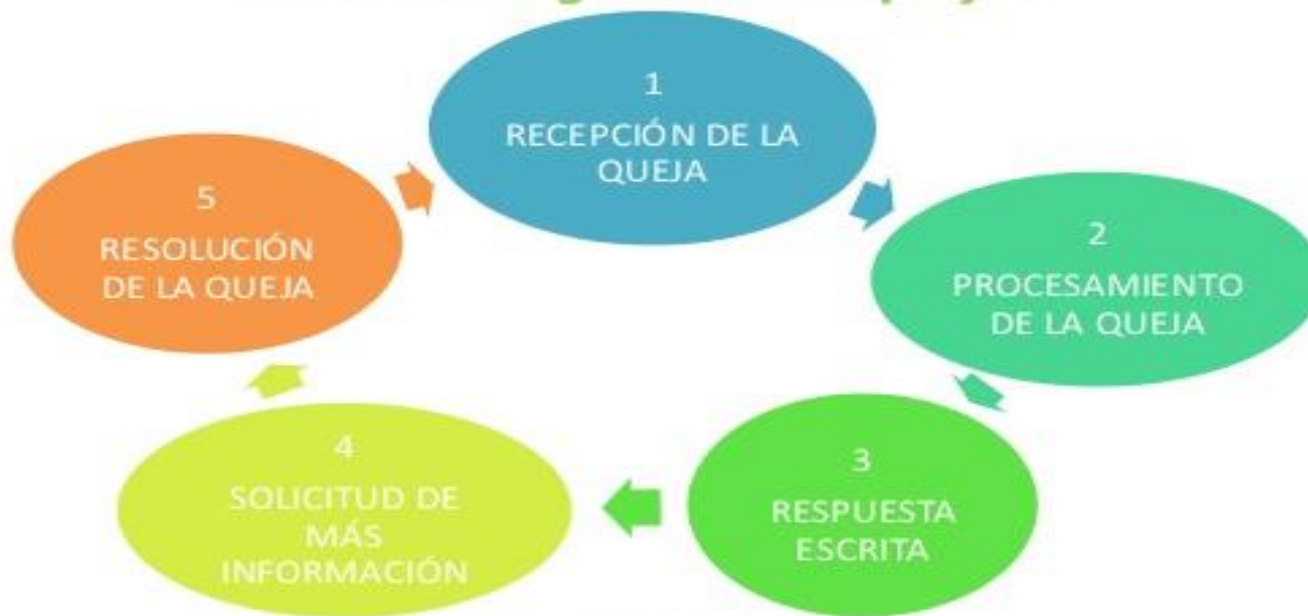 1
RECEPCIÓN DE LA
QUEJA
2
PROCESAMIENTO
DE LA QUEJA
3
RESPUESTA
ESCRITA
4
SOLICITUD DE
MÁS
INFORMACIÓN
5
RESOLUCIÓN
DE LA QUEJA